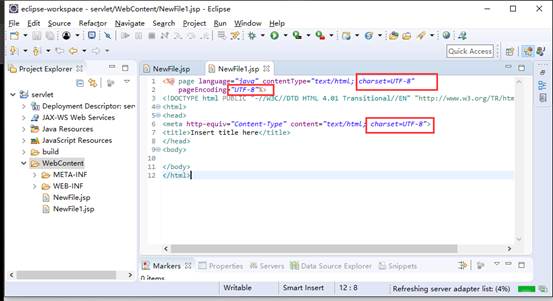 eclipse-workspace - servlet/WebContent/NewFile1.jsp - Eclipse
File Edit Source Refactor Navigate Search Project Run Window Help
Quick Access
Project Explorer
servlet
Deployment Descriptor: serv
JAX-WS Web Services
Java Resources
JavaScript Resources
build
WebContent
META-INF
WEB-INF
NewFile.jsp
NewFile1.jsp
NewFile.jsp NewFile1.jsp
1 <%@ page language="java" contentType="text/html; charset=UTF-8"
2 pageEncoding="UTF-8"%>
3 <!DOCTYPE html PUBLIC "-//W3C//DTD HTML 4.01 Transitional//EN" "http://www.w3.org/TR/htm
4 <html>
5 <head>
6 <meta http-equiv="Content-Type" content="text/html; charset=UTF-8">
7 <title>Insert title here</title>
8 </head>
9 <body>
10
11 </body>
12 </html>
Markers Properties Servers Data Source Explorer Snippets
0 items
Writable Smart Insert 12 : 8 Refreshing server adapter list: (4%)